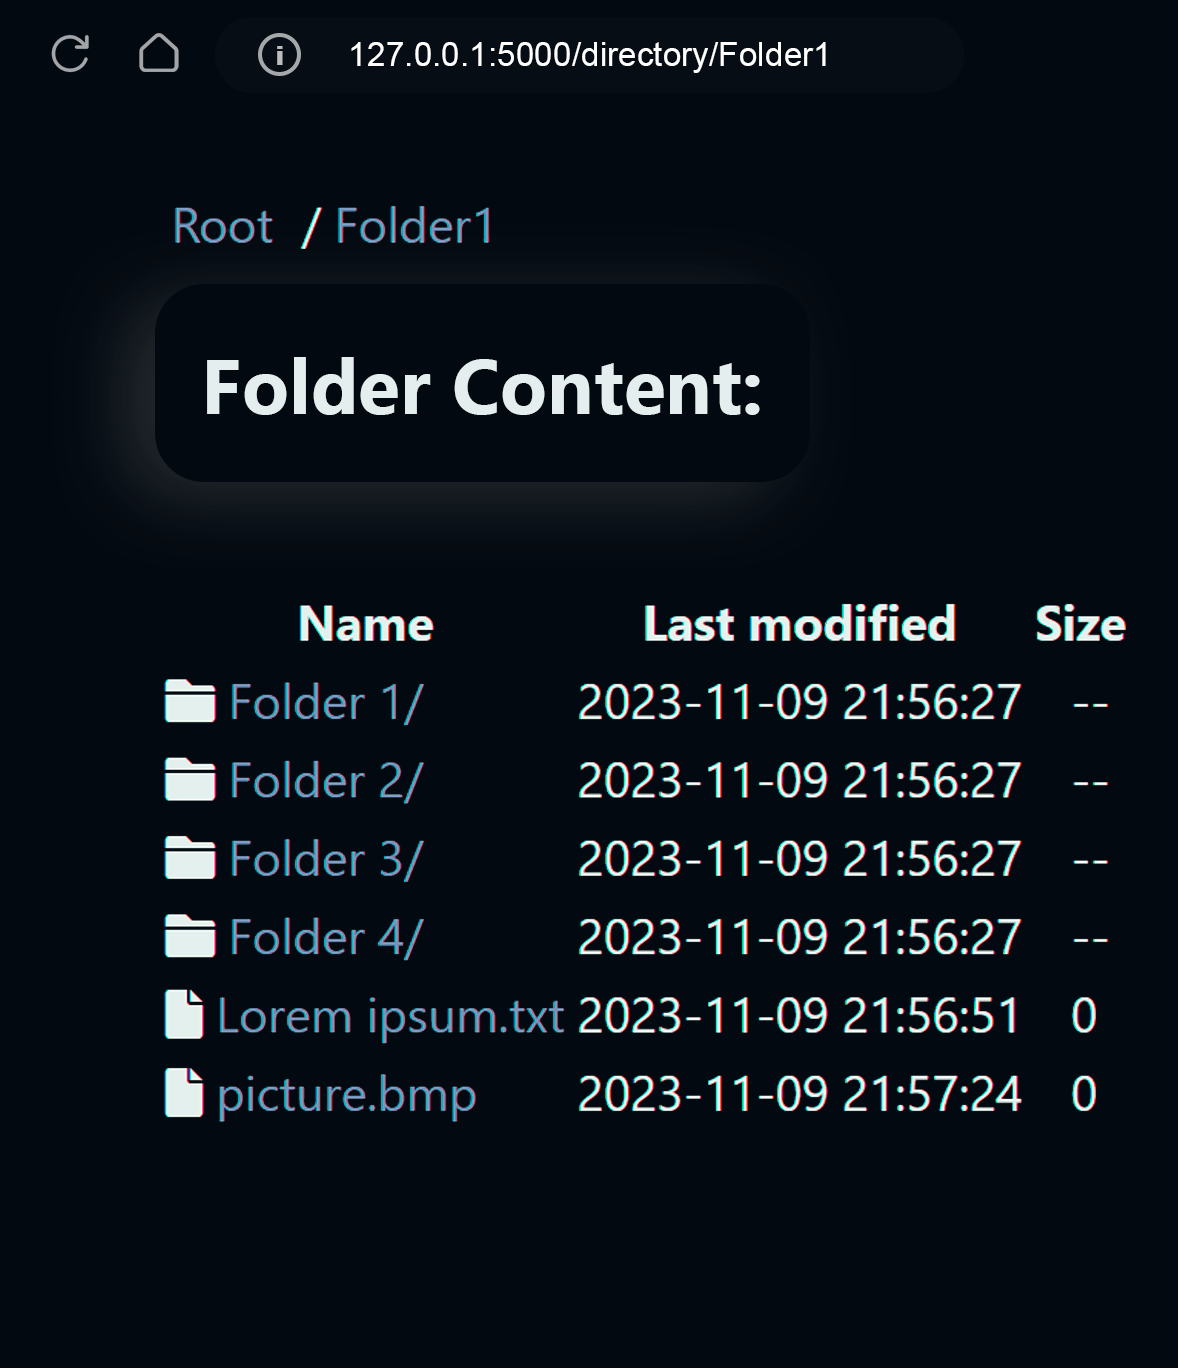 127.0.0.1:5000/directory/Folder1
Root / Folder1
Folder Content:
Name Last modified Size
Folder 1/ 2023-11-09 21:56:27 --
Folder 2/ 2023-11-09 21:56:27 --
Folder 3/ 2023-11-09 21:56:27 --
Folder 4/ 2023-11-09 21:56:27 --
Lorem ipsum.txt 2023-11-09 21:56:51 0
picture.bmp 2023-11-09 21:57:24 0